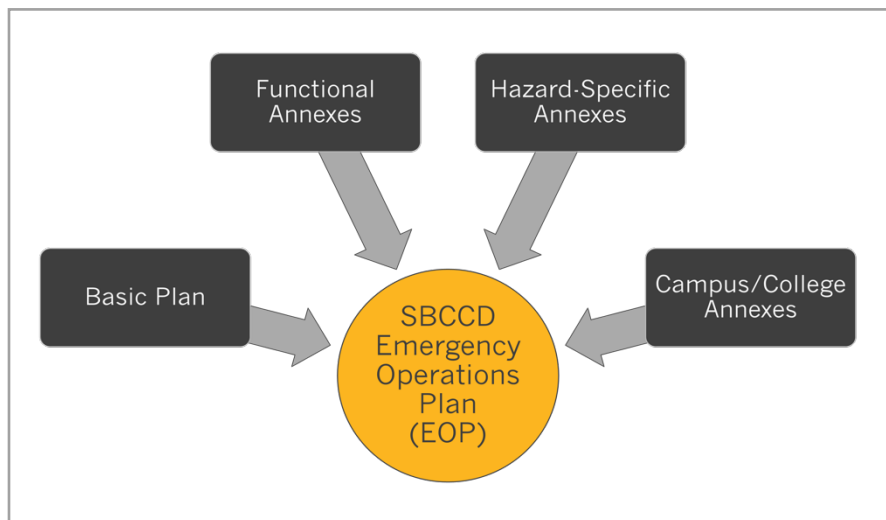 Functional
Annexes
Hazard-Specific
Annexes
Basic Plan
Campus/College
Annexes
SBCCD
Emergency
Operations
Plan
(EOP)